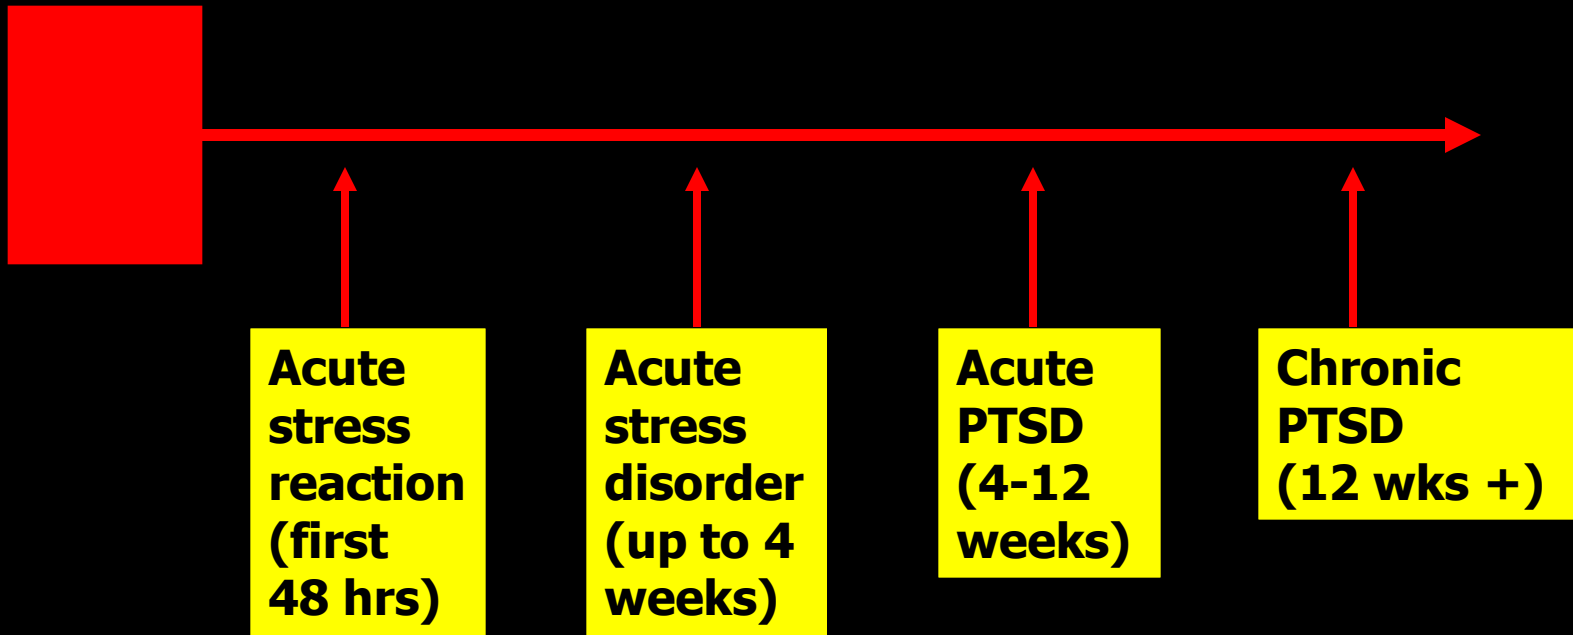 Acute
stress
reaction
(first
48 hrs)
Acute
stress
disorder
(up to 4
weeks)
Acute
PTSD
(4-12
weeks)
Chronic
PTSD
(12 wks +)